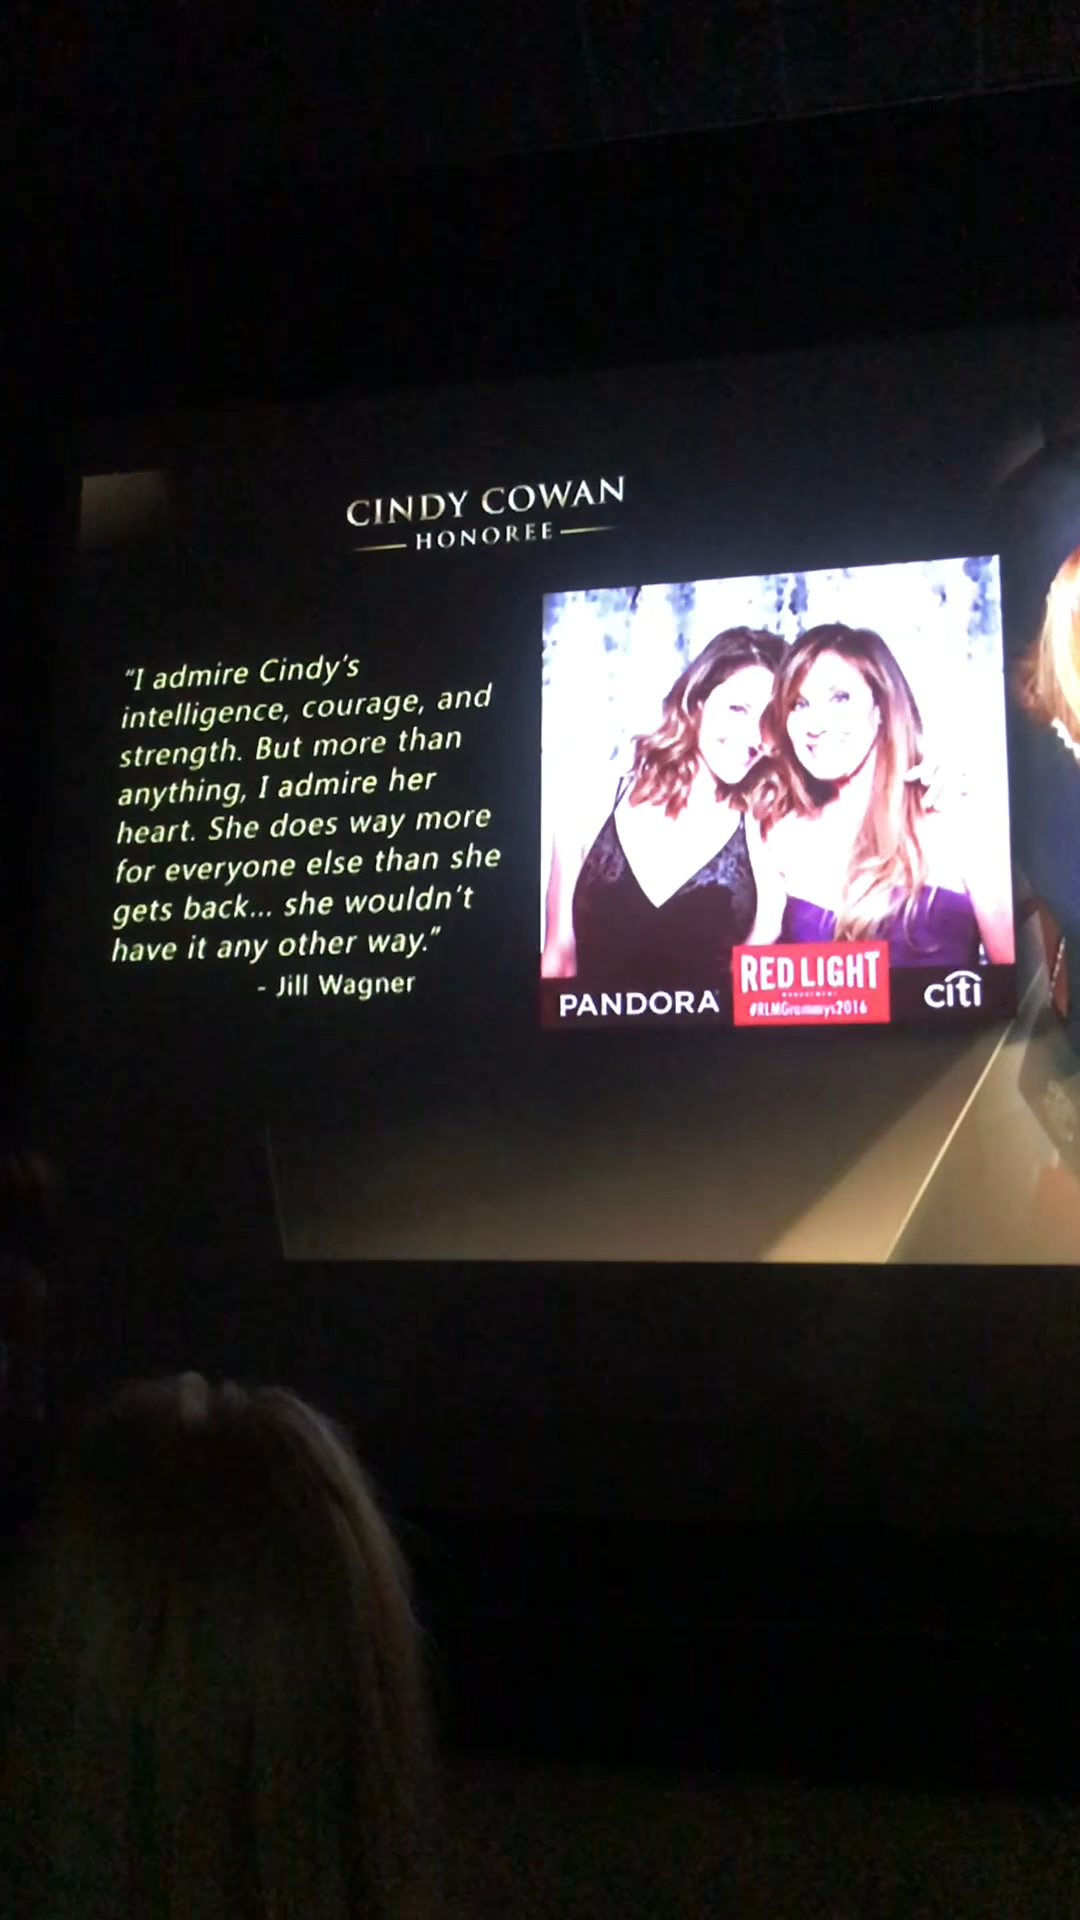 CINDY COWAN
HONOREE
"I admire Cindy's
intelligence, courage, and
strength. But more than
anything, I admire her
heart. She does way more
for everyone else than she
gets back... she wouldn't
have it any other way."
- Jill Wagner
PANDORA
RED LIGHT
MANAGEMENT
#RLMGrammys2016
citi